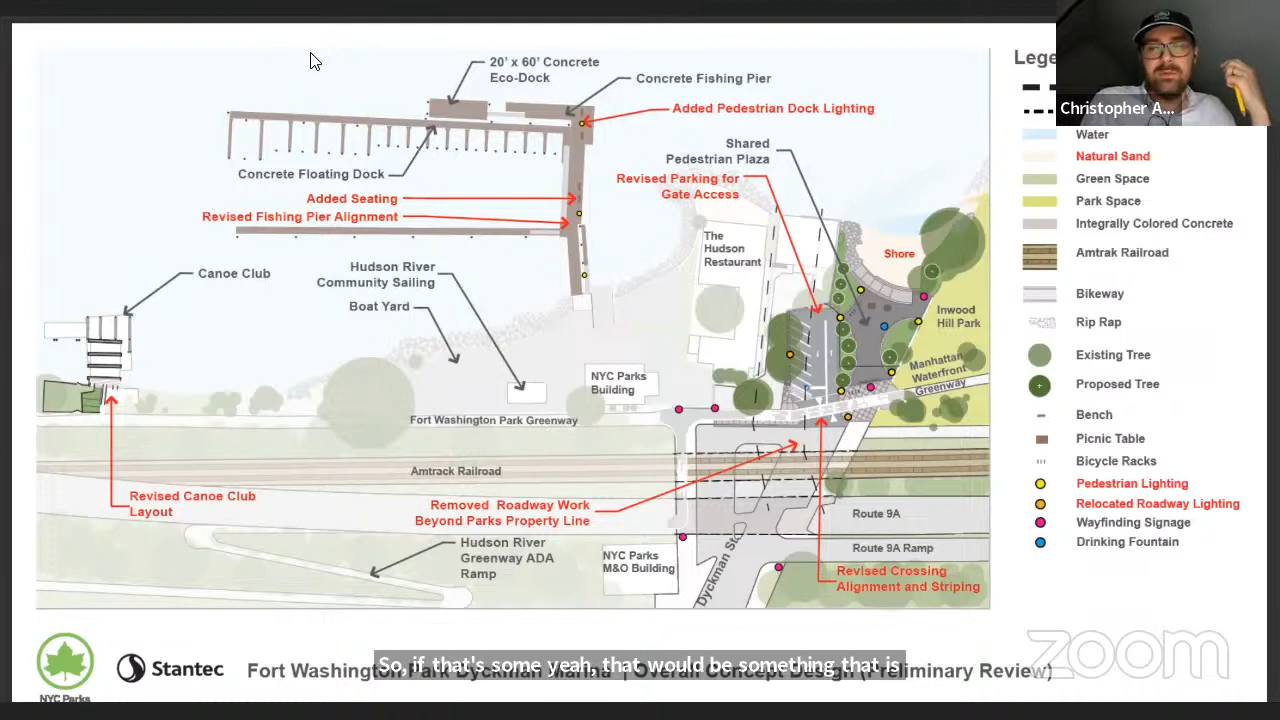 20' x 60' Concrete
Eco-Dock
Concrete Fishing Pier
Added Pedestrian Dock Lighting
Shared
Pedestrian Plaza
Concrete Floating Dock
Revised Parking for
Gate Access
Added Seating
Revised Fishing Pier Alignment
The
Hudson
Restaurant
Shore
Canoe Club
Hudson River
Community Sailing
Boat Yard
Inwood
Hill Park
NYC Parks
Building
Manhattan
Waterfront
Greenway
Fort Washington Park Greenway
Amtrack Railroad
Revised Canoe Club
Layout
Removed Roadway Work
Beyond Parks Property Line
Route 9A
Hudson River
Greenway ADA
Ramp
NYC Parks
M&O Building
Dyckman St.
Route 9A Ramp
Revised Crossing
Alignment and Striping
Lege
Christopher A...
Water
Natural Sand
Green Space
Park Space
Integrally Colored Concrete
Amtrak Railroad
Bikeway
Rip Rap
Existing Tree
Proposed Tree
Bench
Picnic Table
Bicycle Racks
Pedestrian Lighting
Relocated Roadway Lighting
Wayfinding Signage
Drinking Fountain
NYC Parks
Stantec
Fort Washington Park Dyckman Marina | Overall Concept Design (Preliminary Review)
So, if that's some yeah, that would be something that is
zoom